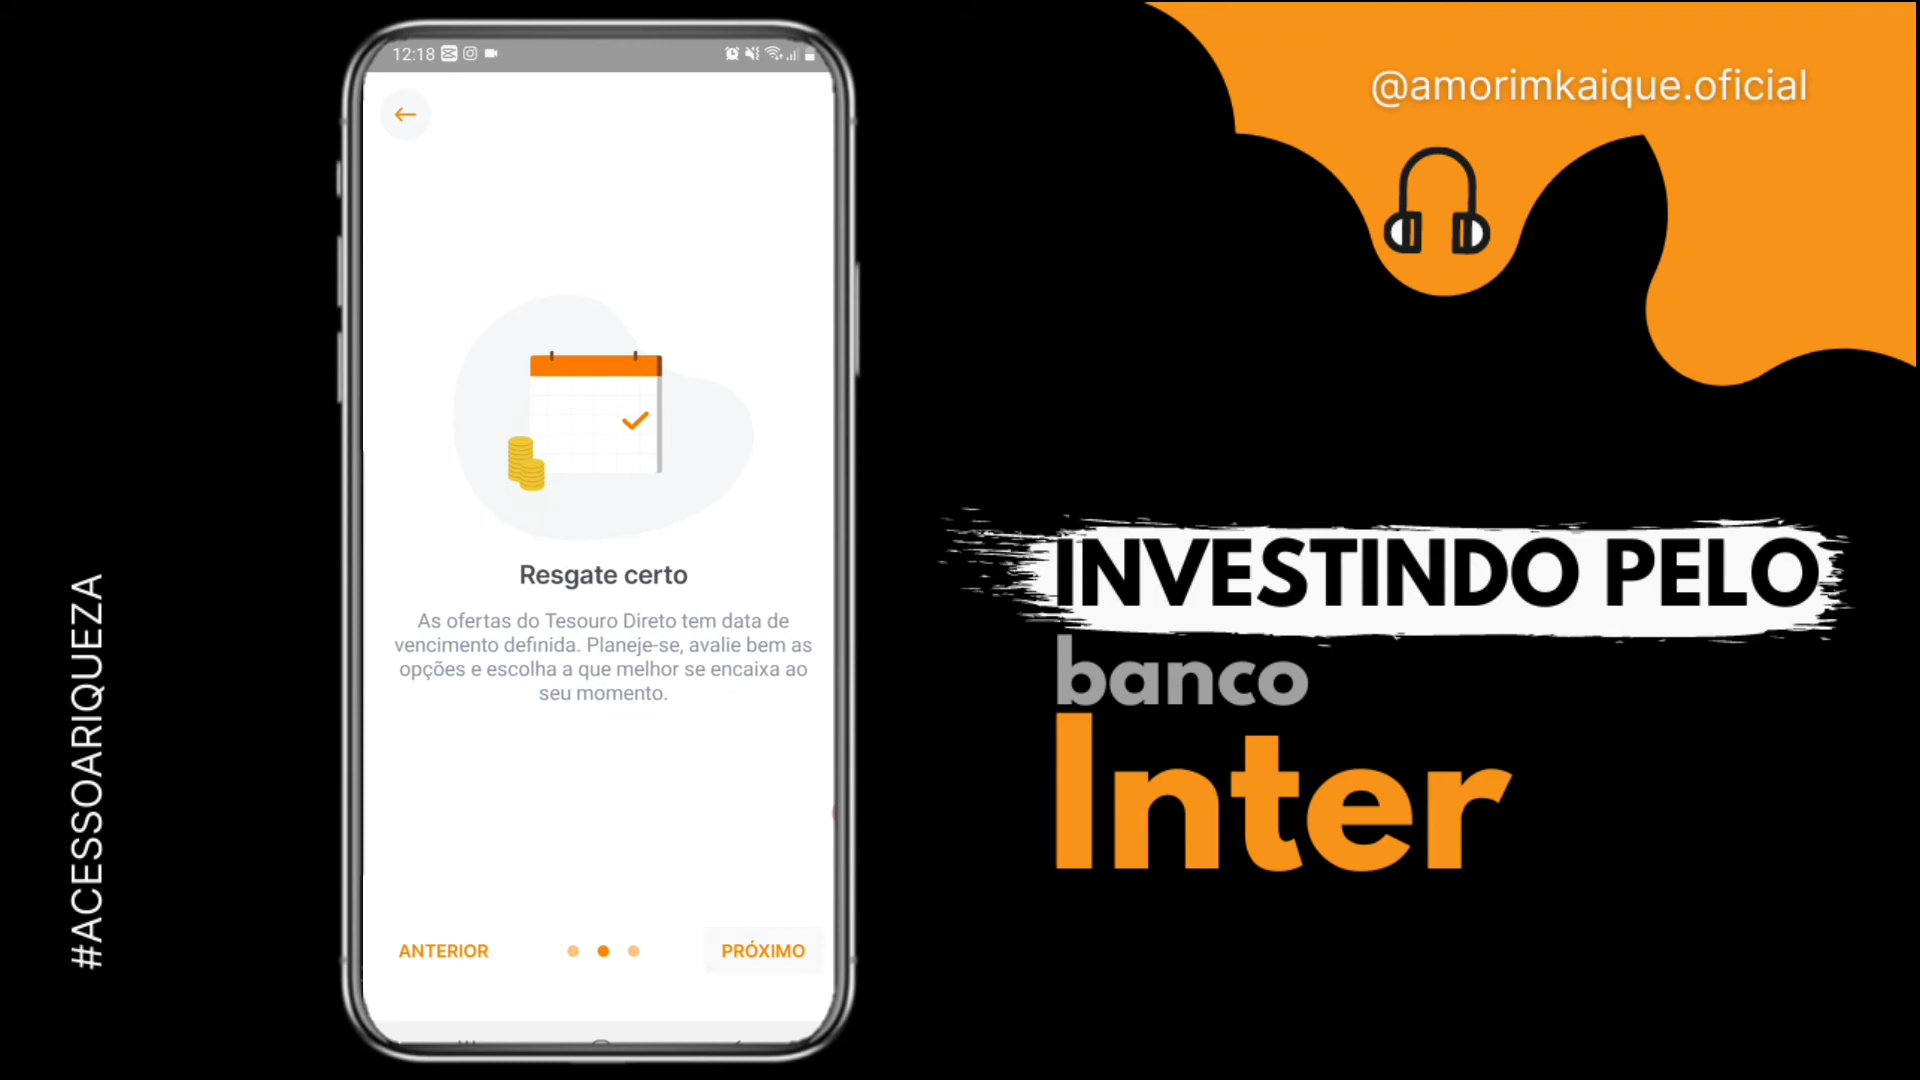 12:18
Resgate certo
As ofertas do Tesouro Direto tem data de
vencimento definida. Planeje-se, avalie bem as
opções e escolha a que melhor se encaixa ao
seu momento.
ANTERIOR
PRÓXIMO
#ACESSOARIQUEZA
@amorimkaique.oficial
INVESTINDO PELO
banco
Inter